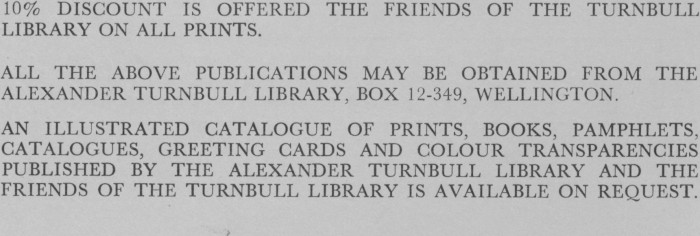 10% DISCOUNT IS OFFERED THE FRIENDS OF THE TURNBULL
LIBRARY ON ALL PRINTS.
ALL THE ABOVE PUBLICATIONS MAY BE OBTAINED FROM THE
ALEXANDER TURNBULL LIBRARY, BOX 12-349, WELLINGTON.
AN ILLUSTRATED CATALOGUE OF PRINTS, BOOKS, PAMPHLETS,
CATALOGUES, GREETING CARDS AND COLOUR TRANSPARENCIES
PUBLISHED BY THE ALEXANDER TURNBULL LIBRARY AND THE
FRIENDS OF THE TURNBULL LIBRARY IS AVAILABLE ON REQUEST.